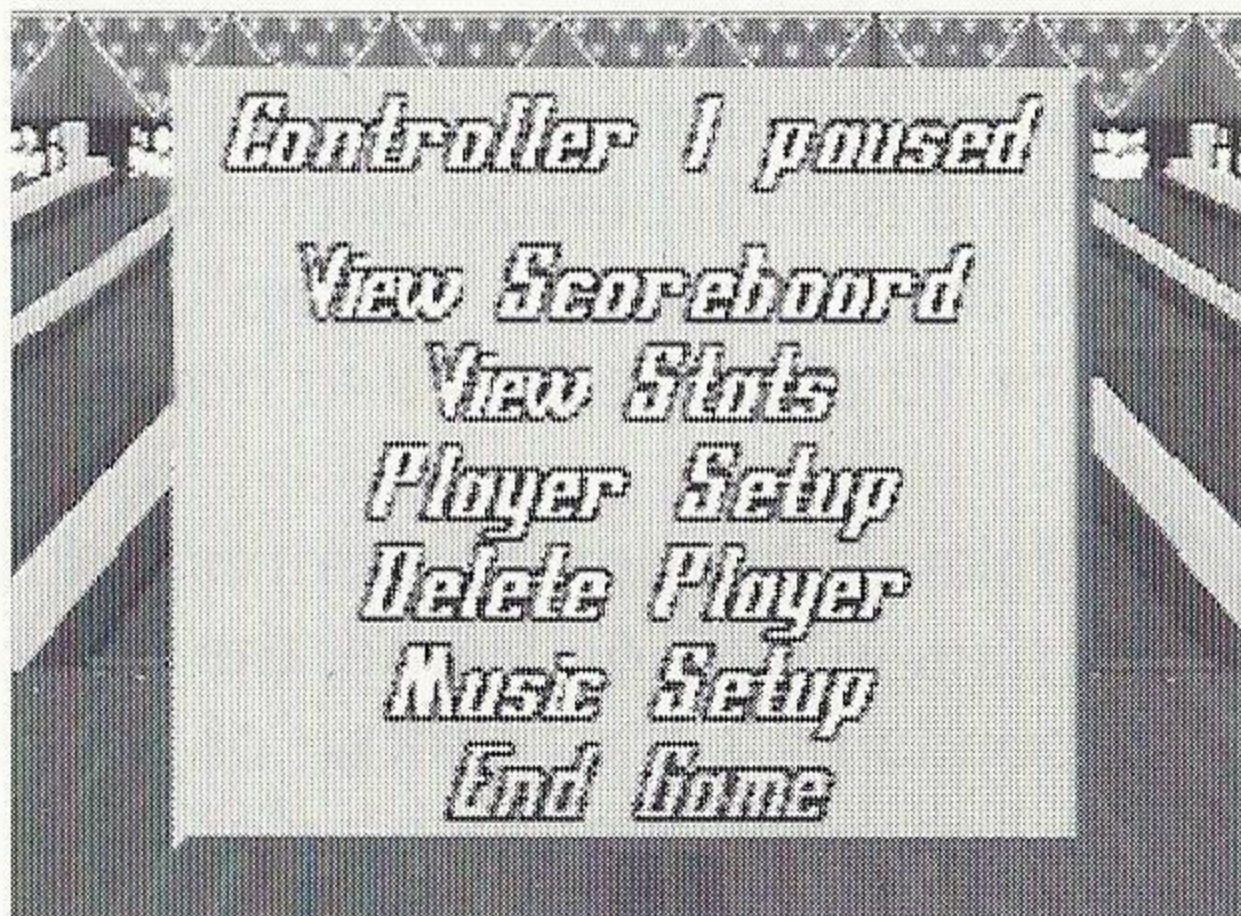 Controller 1 paused
View Scoreboard
View Stats
Player Setup
Delete Player
Music Setup
End Game